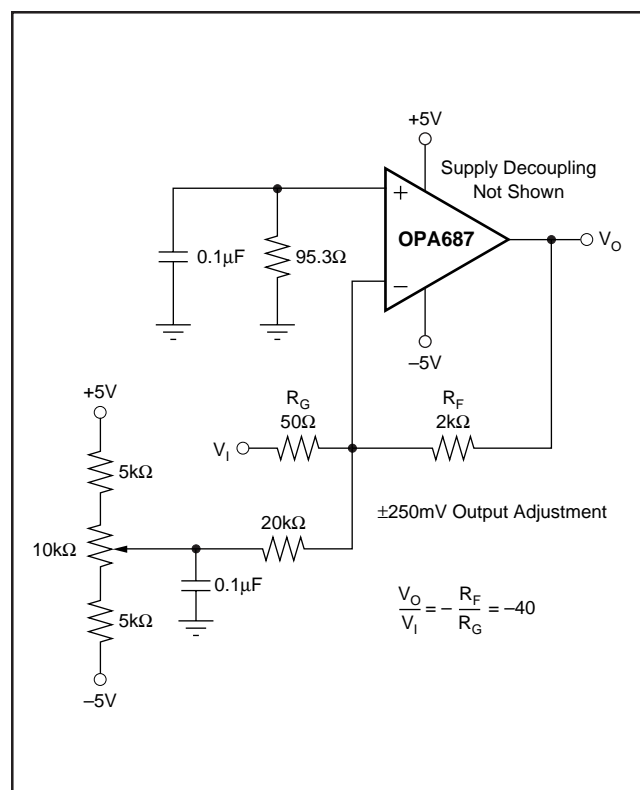 +5V
Supply Decoupling
Not Shown
+
OPA687
–
0.1µF
95.3Ω
V_O
–5V
+5V
R_G
50Ω
R_F
2kΩ
V_I
5kΩ
±250mV Output Adjustment
20kΩ
10kΩ
0.1µF
V_O/V_I = – R_F/R_G = –40
5kΩ
–5V